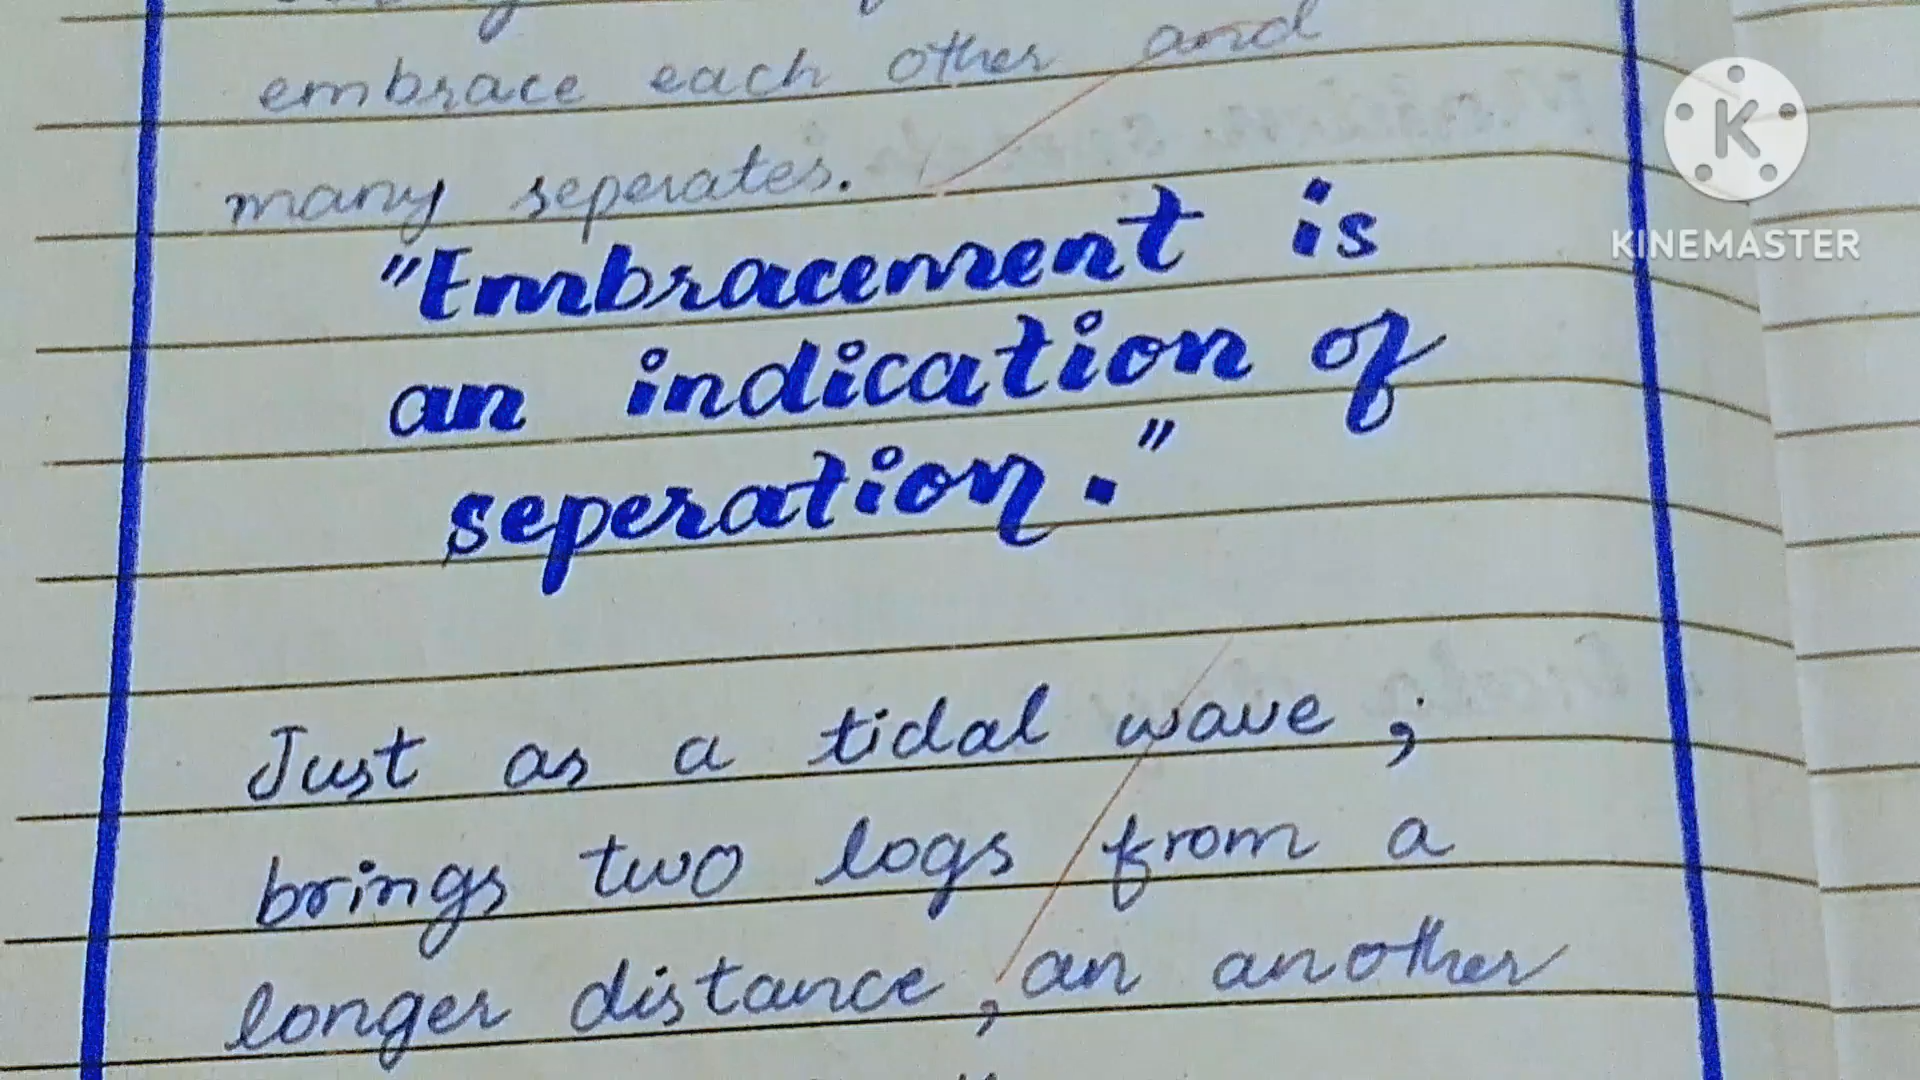 embrace each other and
many seperates.
"Embracement is
an indication of
seperation."
Just as a tidal wave ;
brings two logs from a
longer distance , an another
K
KINEMASTER